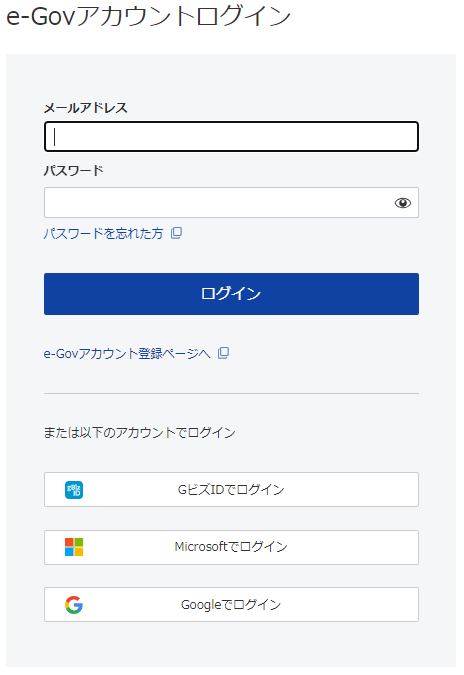 e-Govアカウントログイン
メールアドレス
パスワード
パスワードを忘れた方
ログイン
e-Govアカウント登録ページへ
または以下のアカウントでログイン
gBiz ID
GビズIDでログイン
Microsoftでログイン
Googleでログイン